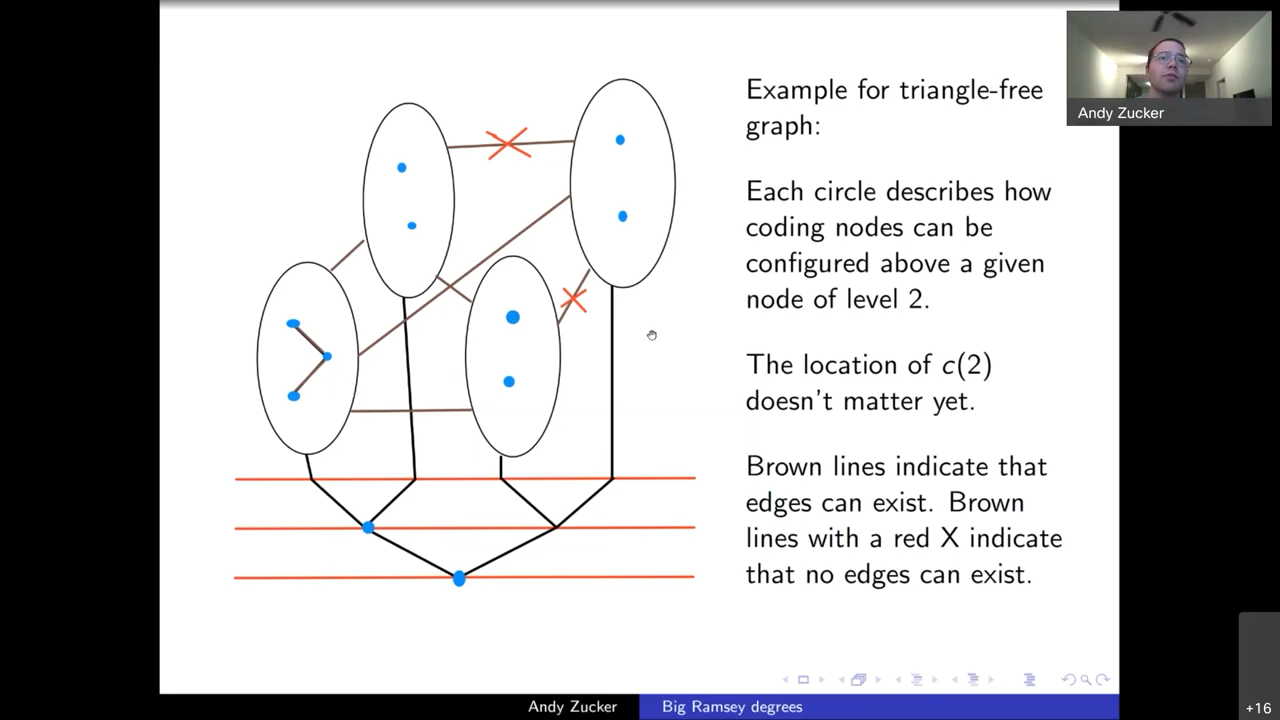 Example for triangle-free
graph:
Each circle describes how
coding nodes can be
configured above a given
node of level 2.
The location of c(2)
doesn't matter yet.
Brown lines indicate that
edges can exist. Brown
lines with a red X indicate
that no edges can exist.
Andy Zucker
Andy Zucker
Big Ramsey degrees
+16